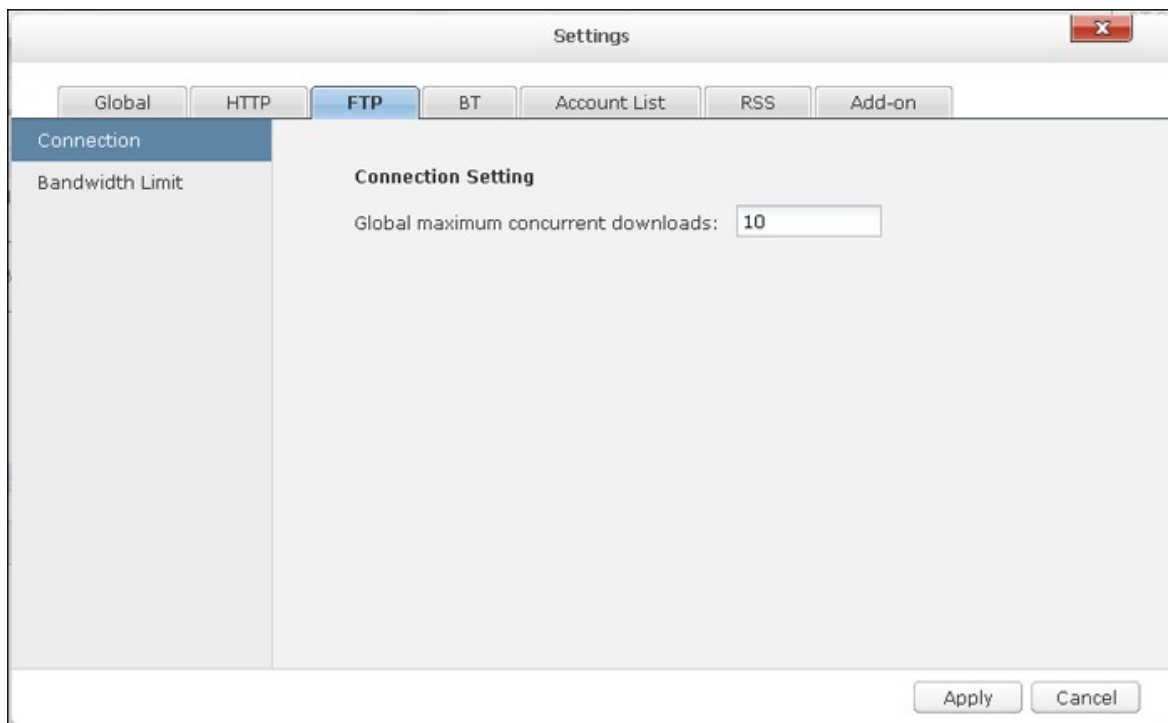 Settings
Global HTTP FTP BT Account List RSS Add-on
Connection
Bandwidth Limit
Connection Setting
Global maximum concurrent downloads: 10
Apply Cancel